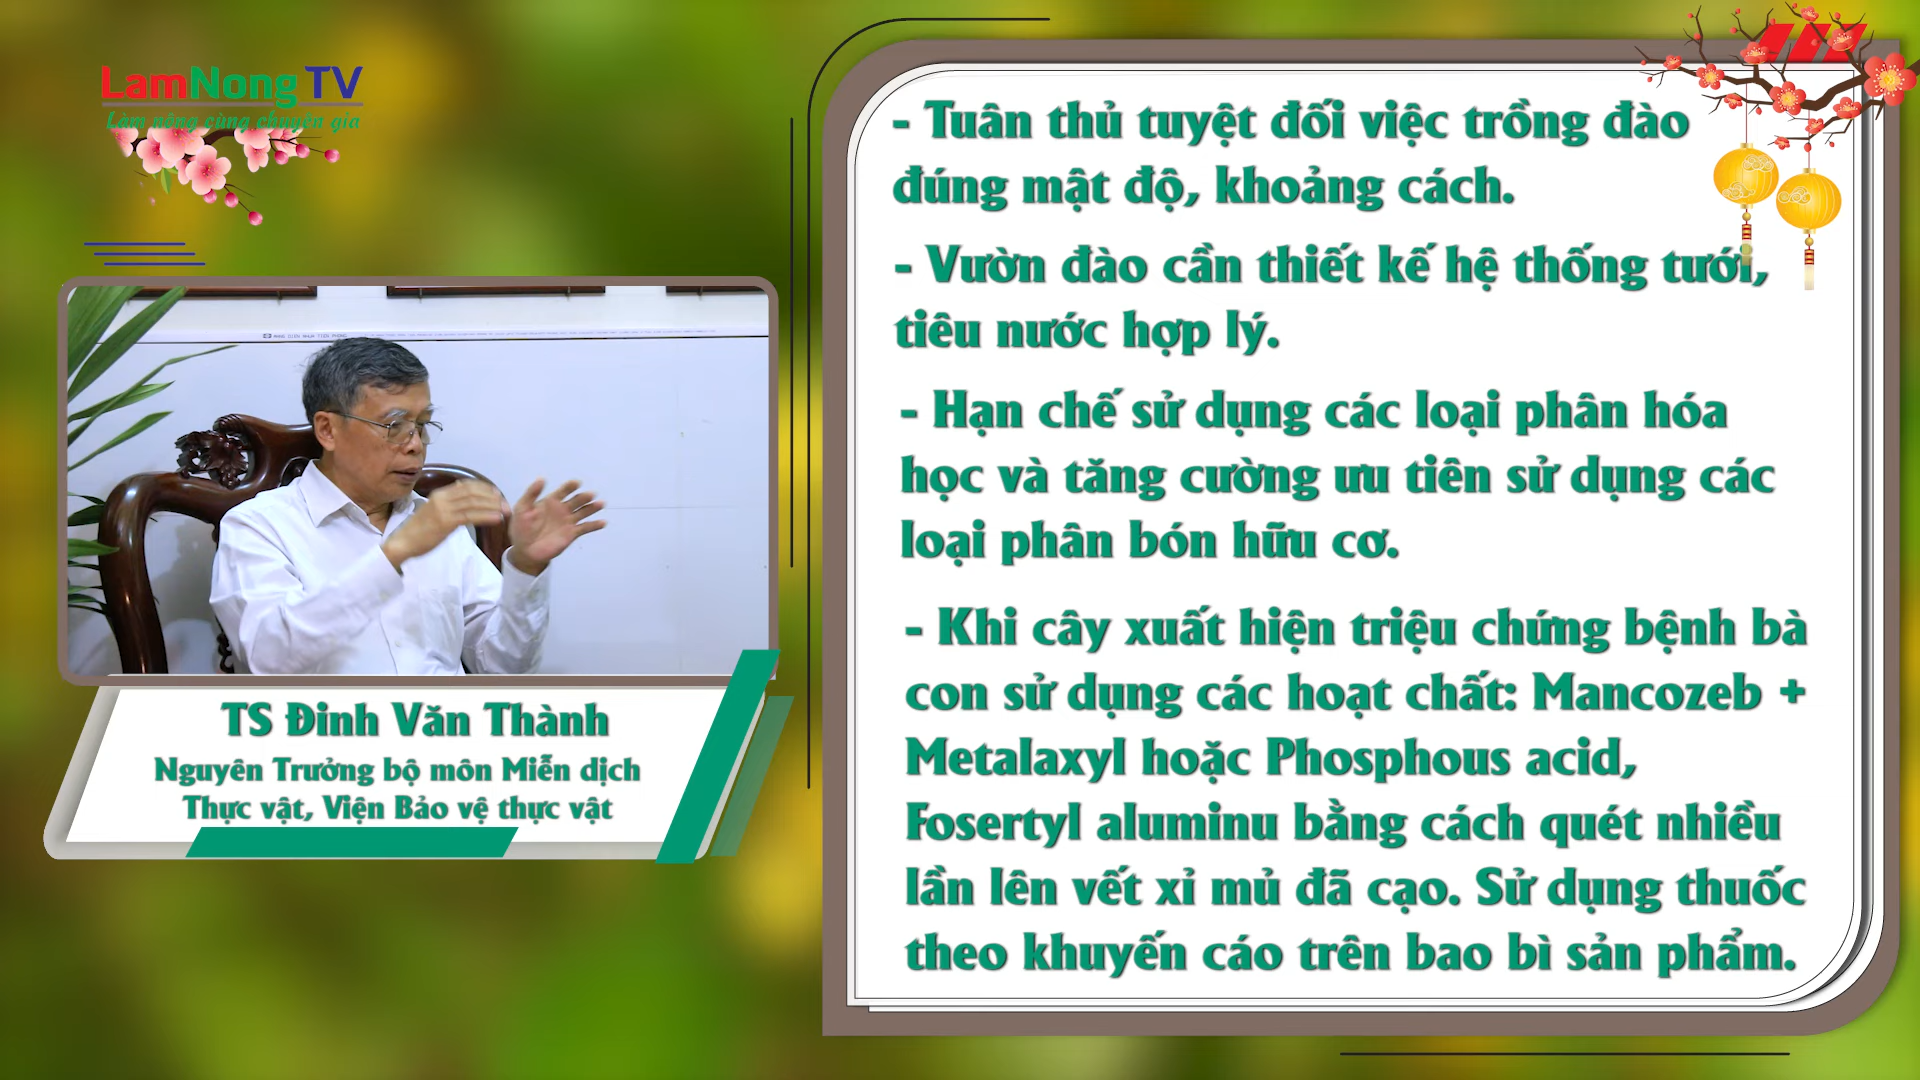 LamNongTV
Làm nông cùng chuyên gia
TS Đinh Văn Thành
Nguyên Trưởng bộ môn Miễn dịch
Thực vật, Viện Bảo vệ thực vật
- Tuân thủ tuyệt đối việc trồng đào
đúng mật độ, khoảng cách.
- Vườn đào cần thiết kế hệ thống tưới,
tiêu nước hợp lý.
- Hạn chế sử dụng các loại phân hóa
học và tăng cường ưu tiên sử dụng các
loại phân bón hữu cơ.
- Khi cây xuất hiện triệu chứng bệnh bà
con sử dụng các hoạt chất: Mancozeb +
Metalaxyl hoặc Phosphous acid,
Fosertyl aluminu bằng cách quét nhiều
lần lên vết xỉ mủ đã cạo. Sử dụng thuốc
theo khuyến cáo trên bao bì sản phẩm.